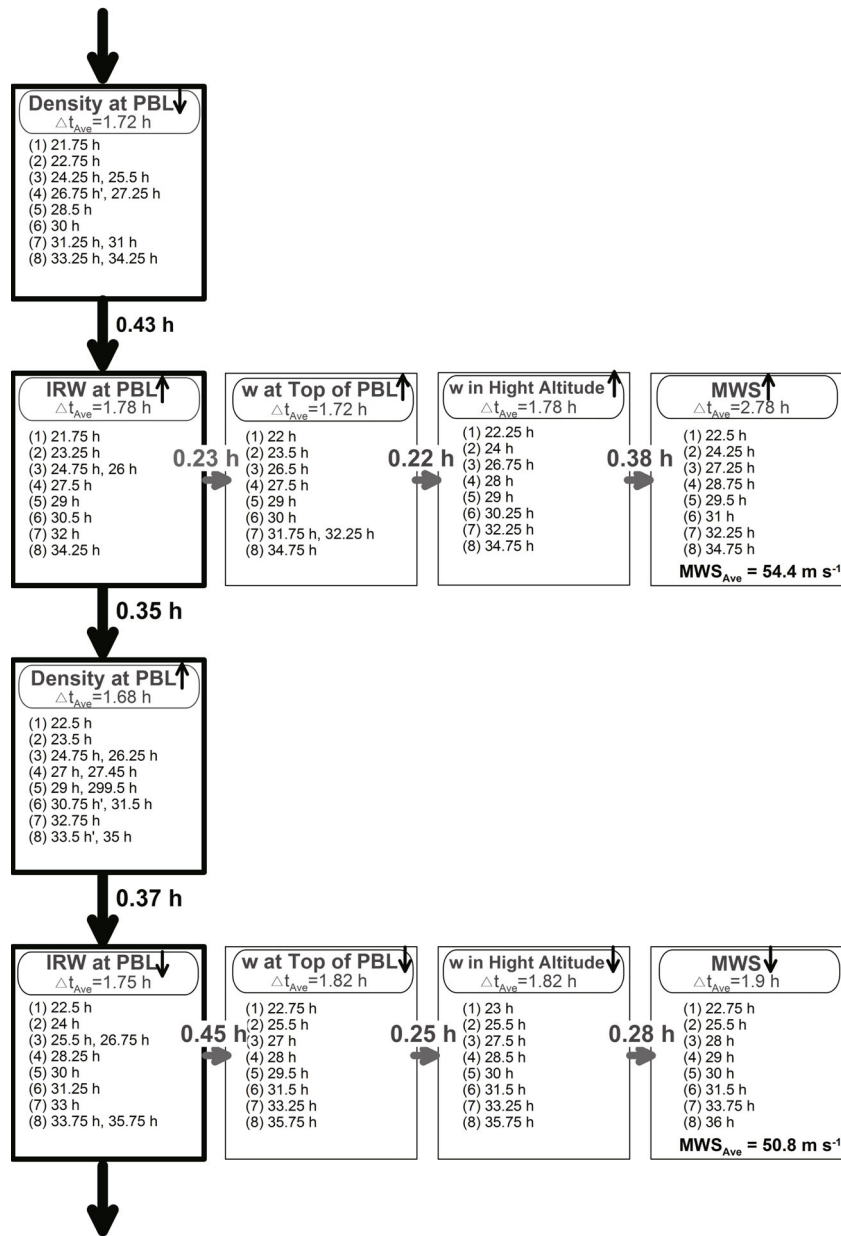 Density at PBL
△tAve=1.72 h
(1) 21.75 h
(2) 22.75 h
(3) 24.25 h, 25.5 h
(4) 26.75 h', 27.25 h
(5) 28.5 h
(6) 30 h
(7) 31.25 h, 31 h
(8) 33.25 h, 34.25 h
0.43 h
IRW at PBL
△tAve=1.78 h
(1) 21.75 h
(2) 23.25 h
(3) 24.75 h, 26 h
(4) 27.5 h
(5) 29 h
(6) 30.5 h
(7) 32 h
(8) 34.25 h
0.23 h
w at Top of PBL
△tAve=1.72 h
(1) 22 h
(2) 23.5 h
(3) 26.5 h
(4) 27.5 h
(5) 29 h
(6) 30 h
(7) 31.75 h, 32.25 h
(8) 34.75 h
0.22 h
w in Hight Altitude
△tAve=1.78 h
(1) 22.25 h
(2) 24 h
(3) 26.75 h
(4) 28 h
(5) 29 h
(6) 30.25 h
(7) 32.25 h
(8) 34.75 h
0.38 h
MWS
△tAve=2.78 h
(1) 22.5 h
(2) 24.25 h
(3) 27.25 h
(4) 28.75 h
(5) 29.5 h
(6) 31 h
(7) 32.25 h
(8) 34.75 h
MWSAve = 54.4 m s-1
0.35 h
Density at PBL
△tAve=1.68 h
(1) 22.5 h
(2) 23.5 h
(3) 24.75 h, 26.25 h
(4) 27 h, 27.45 h
(5) 29 h, 299.5 h
(6) 30.75 h', 31.5 h
(7) 32.75 h
(8) 33.5 h', 35 h
0.37 h
IRW at PBL
△tAve=1.75 h
(1) 22.5 h
(2) 24 h
(3) 25.5 h, 26.75 h
(4) 28.25 h
(5) 30 h
(6) 31.25 h
(7) 33 h
(8) 33.75 h, 35.75 h
0.45 h
w at Top of PBL
△tAve=1.82 h
(1) 22.75 h
(2) 25.5 h
(3) 27 h
(4) 28 h
(5) 29.5 h
(6) 31.5 h
(7) 33.25 h
(8) 35.75 h
0.25 h
w in Hight Altitude
△tAve=1.82 h
(1) 23 h
(2) 25.5 h
(3) 27.5 h
(4) 28.5 h
(5) 30 h
(6) 31.5 h
(7) 33.25 h
(8) 35.75 h
0.28 h
MWS
△tAve=1.9 h
(1) 22.75 h
(2) 25.5 h
(3) 28 h
(4) 29 h
(5) 30 h
(6) 31.5 h
(7) 33.75 h
(8) 36 h
MWSAve = 50.8 m s-1